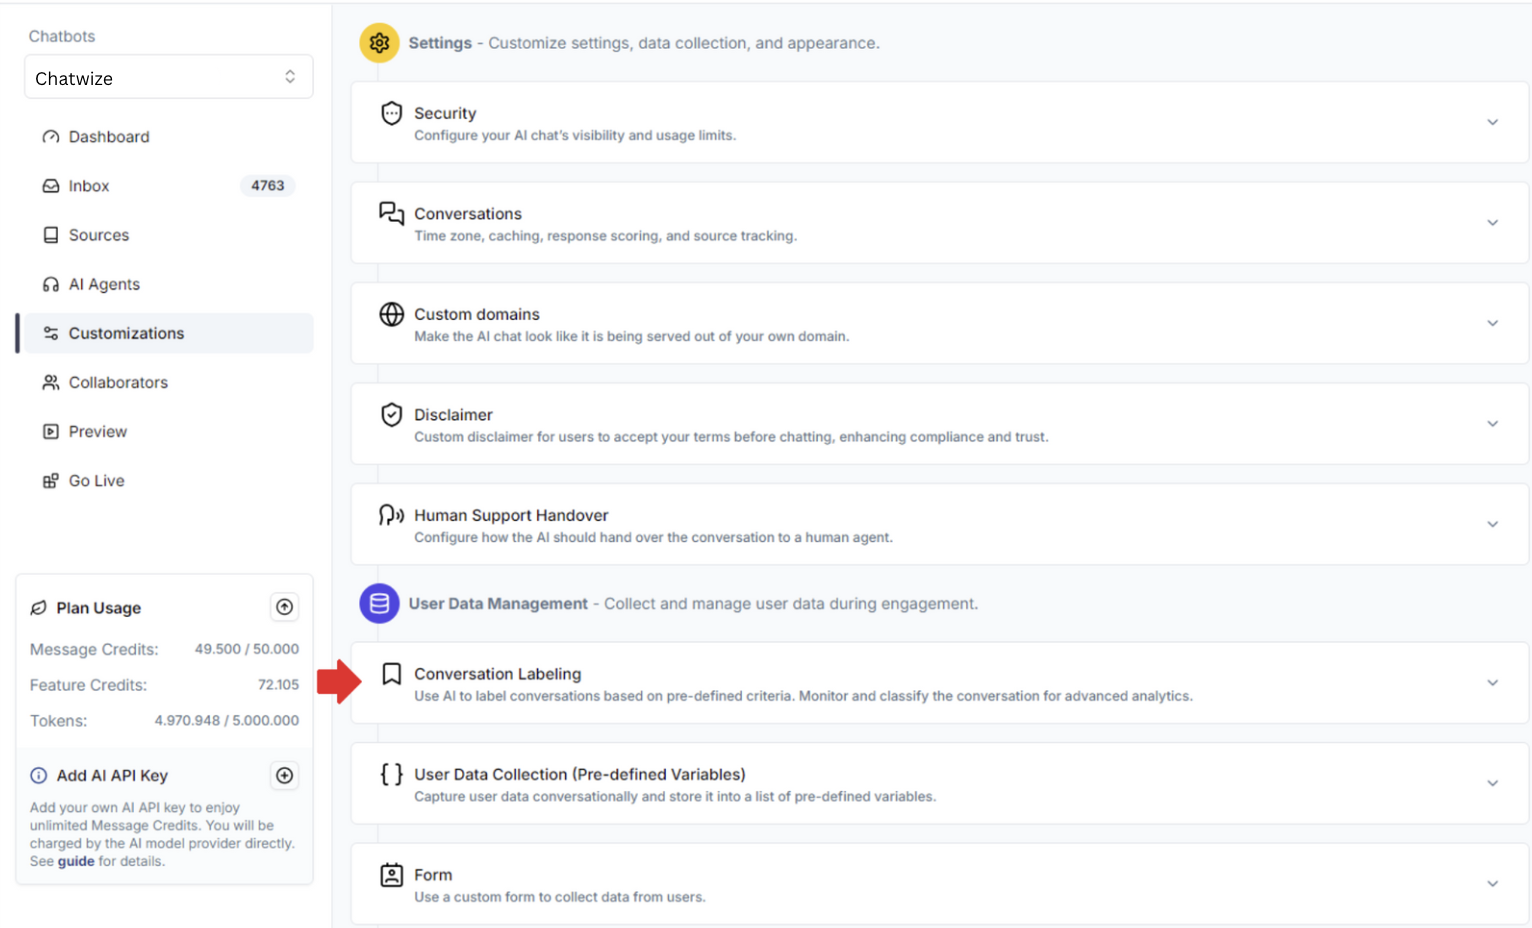 Chatbots
Chatwize
Dashboard
Inbox 4763
Sources
AI Agents
Customizations
Collaborators
Preview
Go Live
Plan Usage
Message Credits: 49.500 / 50.000
Feature Credits: 72.105
Tokens: 4.970.948 / 5.000.000
Add AI API Key
Add your own AI API key to enjoy
unlimited Message Credits. You will be
charged by the AI model provider directly.
See guide for details.
Settings - Customize settings, data collection, and appearance.
Security
Configure your AI chat's visibility and usage limits.
Conversations
Time zone, caching, response scoring, and source tracking.
Custom domains
Make the AI chat look like it is being served out of your own domain.
Disclaimer
Custom disclaimer for users to accept your terms before chatting, enhancing compliance and trust.
Human Support Handover
Configure how the AI should hand over the conversation to a human agent.
User Data Management - Collect and manage user data during engagement.
Conversation Labeling
Use AI to label conversations based on pre-defined criteria. Monitor and classify the conversation for advanced analytics.
User Data Collection (Pre-defined Variables)
Capture user data conversationally and store it into a list of pre-defined variables.
Form
Use a custom form to collect data from users.